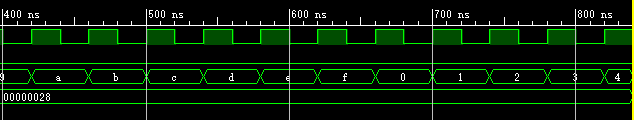 400 ns 500 ns 600 ns 700 ns 800 ns
9 a b c d e f 0 1 2 3 4
00000028